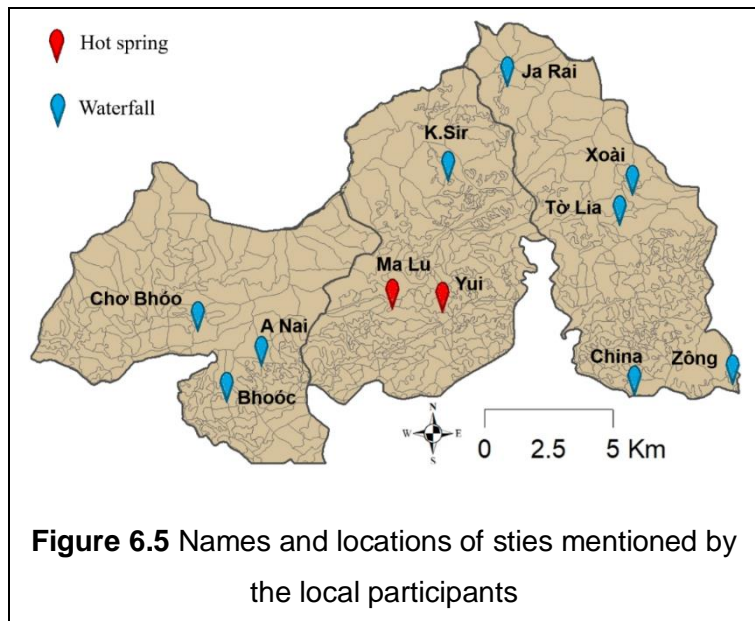 Hot spring
Waterfall
Ja Rai
K.Sir
Xoài
Tờ Lia
Ma Lu
Yui
Chơ Bhóo
A Nai
Bhoóc
China
Zông
N
W E
S
0 2.5 5 Km
Figure 6.5 Names and locations of sties mentioned by
the local participants